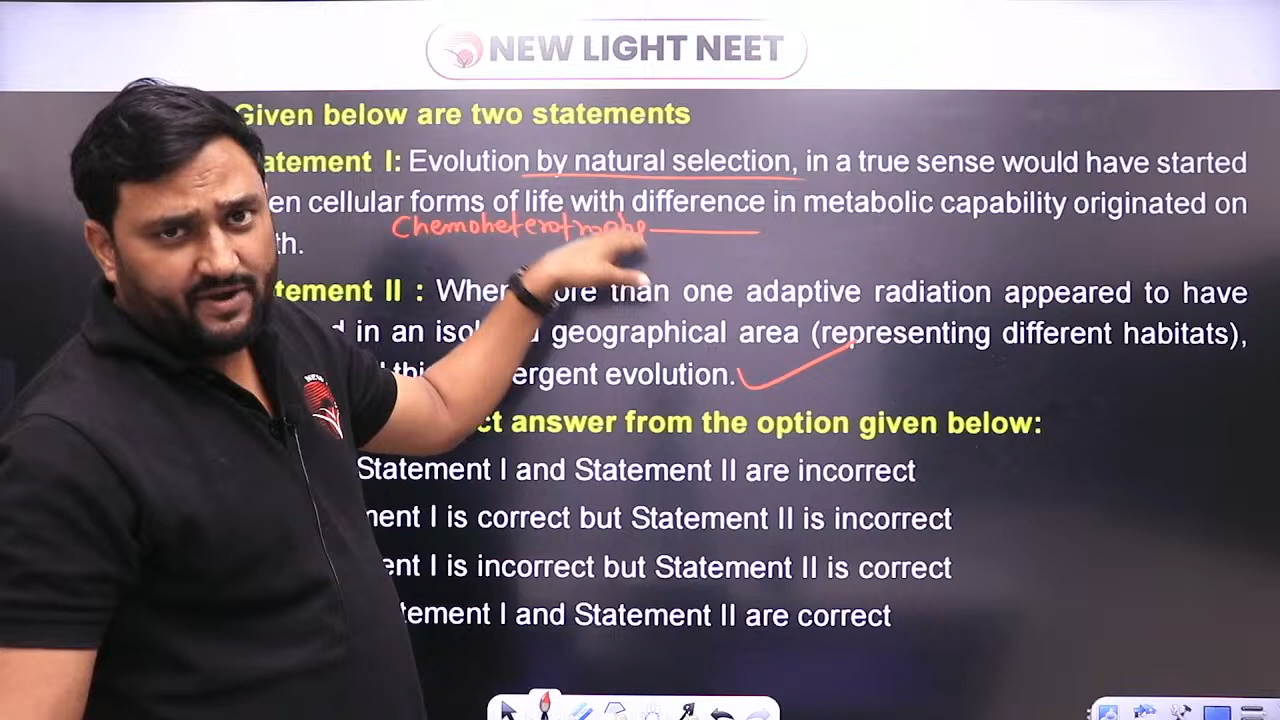 NEW LIGHT NEET
Given below are two statements
atement I: Evolution by natural selection, in a true sense would have started
en cellular forms of life with difference in metabolic capability originated on
Chemoheterotrophe
th.
tement II : When more than one adaptive radiation appeared to have
d in an isolated geographical area (representing different habitats),
ergent evolution.
ct answer from the option given below:
Statement I and Statement II are incorrect
ment I is correct but Statement II is incorrect
ent I is incorrect but Statement II is correct
tement I and Statement II are correct